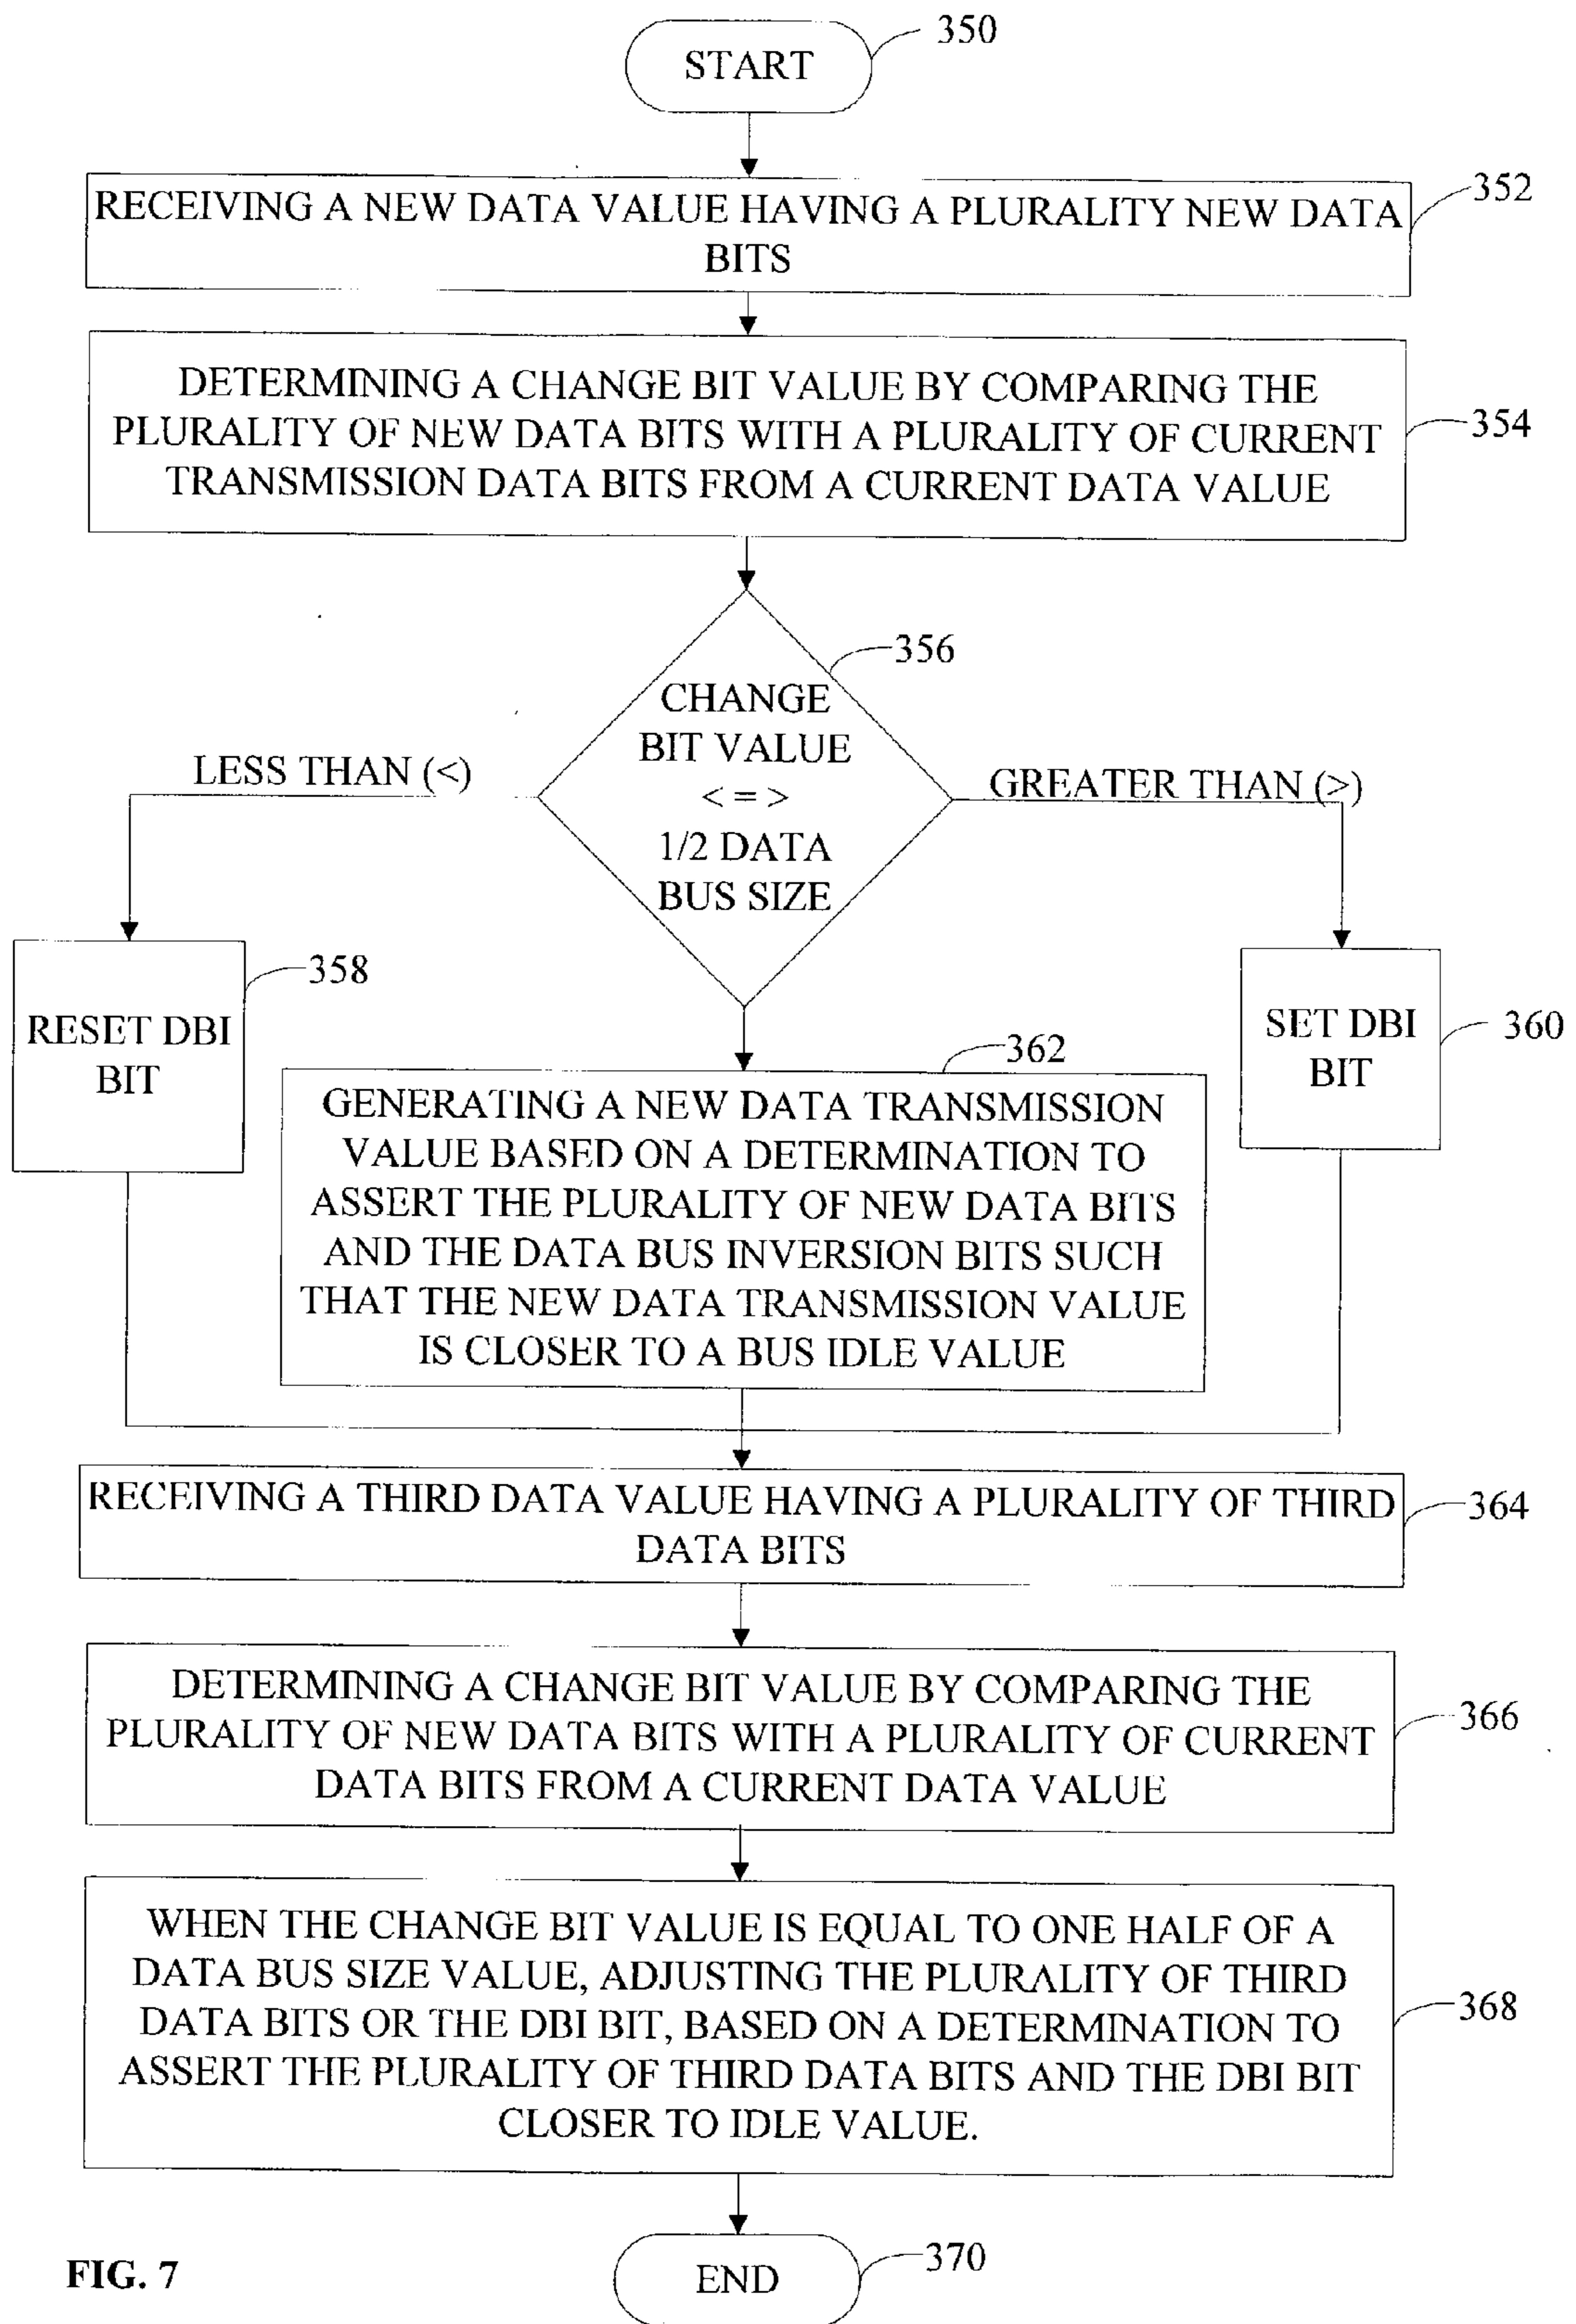 350
START
352
RECEIVING A NEW DATA VALUE HAVING A PLURALITY NEW DATA
BITS
354
DETERMINING A CHANGE BIT VALUE BY COMPARING THE
PLURALITY OF NEW DATA BITS WITH A PLURALITY OF CURRENT
TRANSMISSION DATA BITS FROM A CURRENT DATA VALUE
356
CHANGE
BIT VALUE
< = >
1/2 DATA
BUS SIZE
LESS THAN (<)
GREATER THAN (>)
358
RESET DBI
BIT
360
SET DBI
BIT
362
GENERATING A NEW DATA TRANSMISSION
VALUE BASED ON A DETERMINATION TO
ASSERT THE PLURALITY OF NEW DATA BITS
AND THE DATA BUS INVERSION BITS SUCH
THAT THE NEW DATA TRANSMISSION VALUE
IS CLOSER TO A BUS IDLE VALUE
RECEIVING A THIRD DATA VALUE HAVING A PLURALITY OF THIRD
DATA BITS
364
DETERMINING A CHANGE BIT VALUE BY COMPARING THE
PLURALITY OF NEW DATA BITS WITH A PLURALITY OF CURRENT
DATA BITS FROM A CURRENT DATA VALUE
366
WHEN THE CHANGE BIT VALUE IS EQUAL TO ONE HALF OF A
DATA BUS SIZE VALUE, ADJUSTING THE PLURALITY OF THIRD
DATA BITS OR THE DBI BIT, BASED ON A DETERMINATION TO
ASSERT THE PLURALITY OF THIRD DATA BITS AND THE DBI BIT
CLOSER TO IDLE VALUE.
368
370
END
FIG. 7